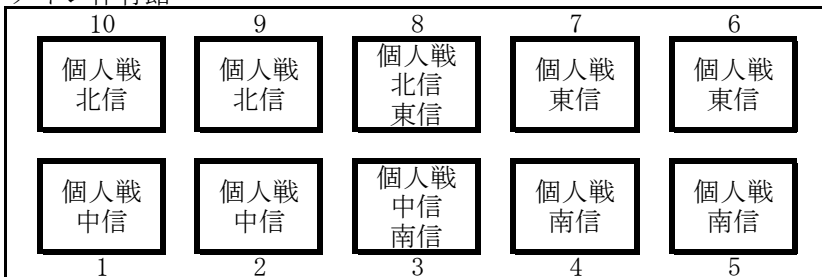 10 9 8 7 6
個人戦 個人戦 個人戦 個人戦 個人戦
北信 北信 北信 東信 東信
東信
個人戦 個人戦 個人戦 個人戦 個人戦
中信 中信 中信 南信 南信
南信
1 2 3 4 5